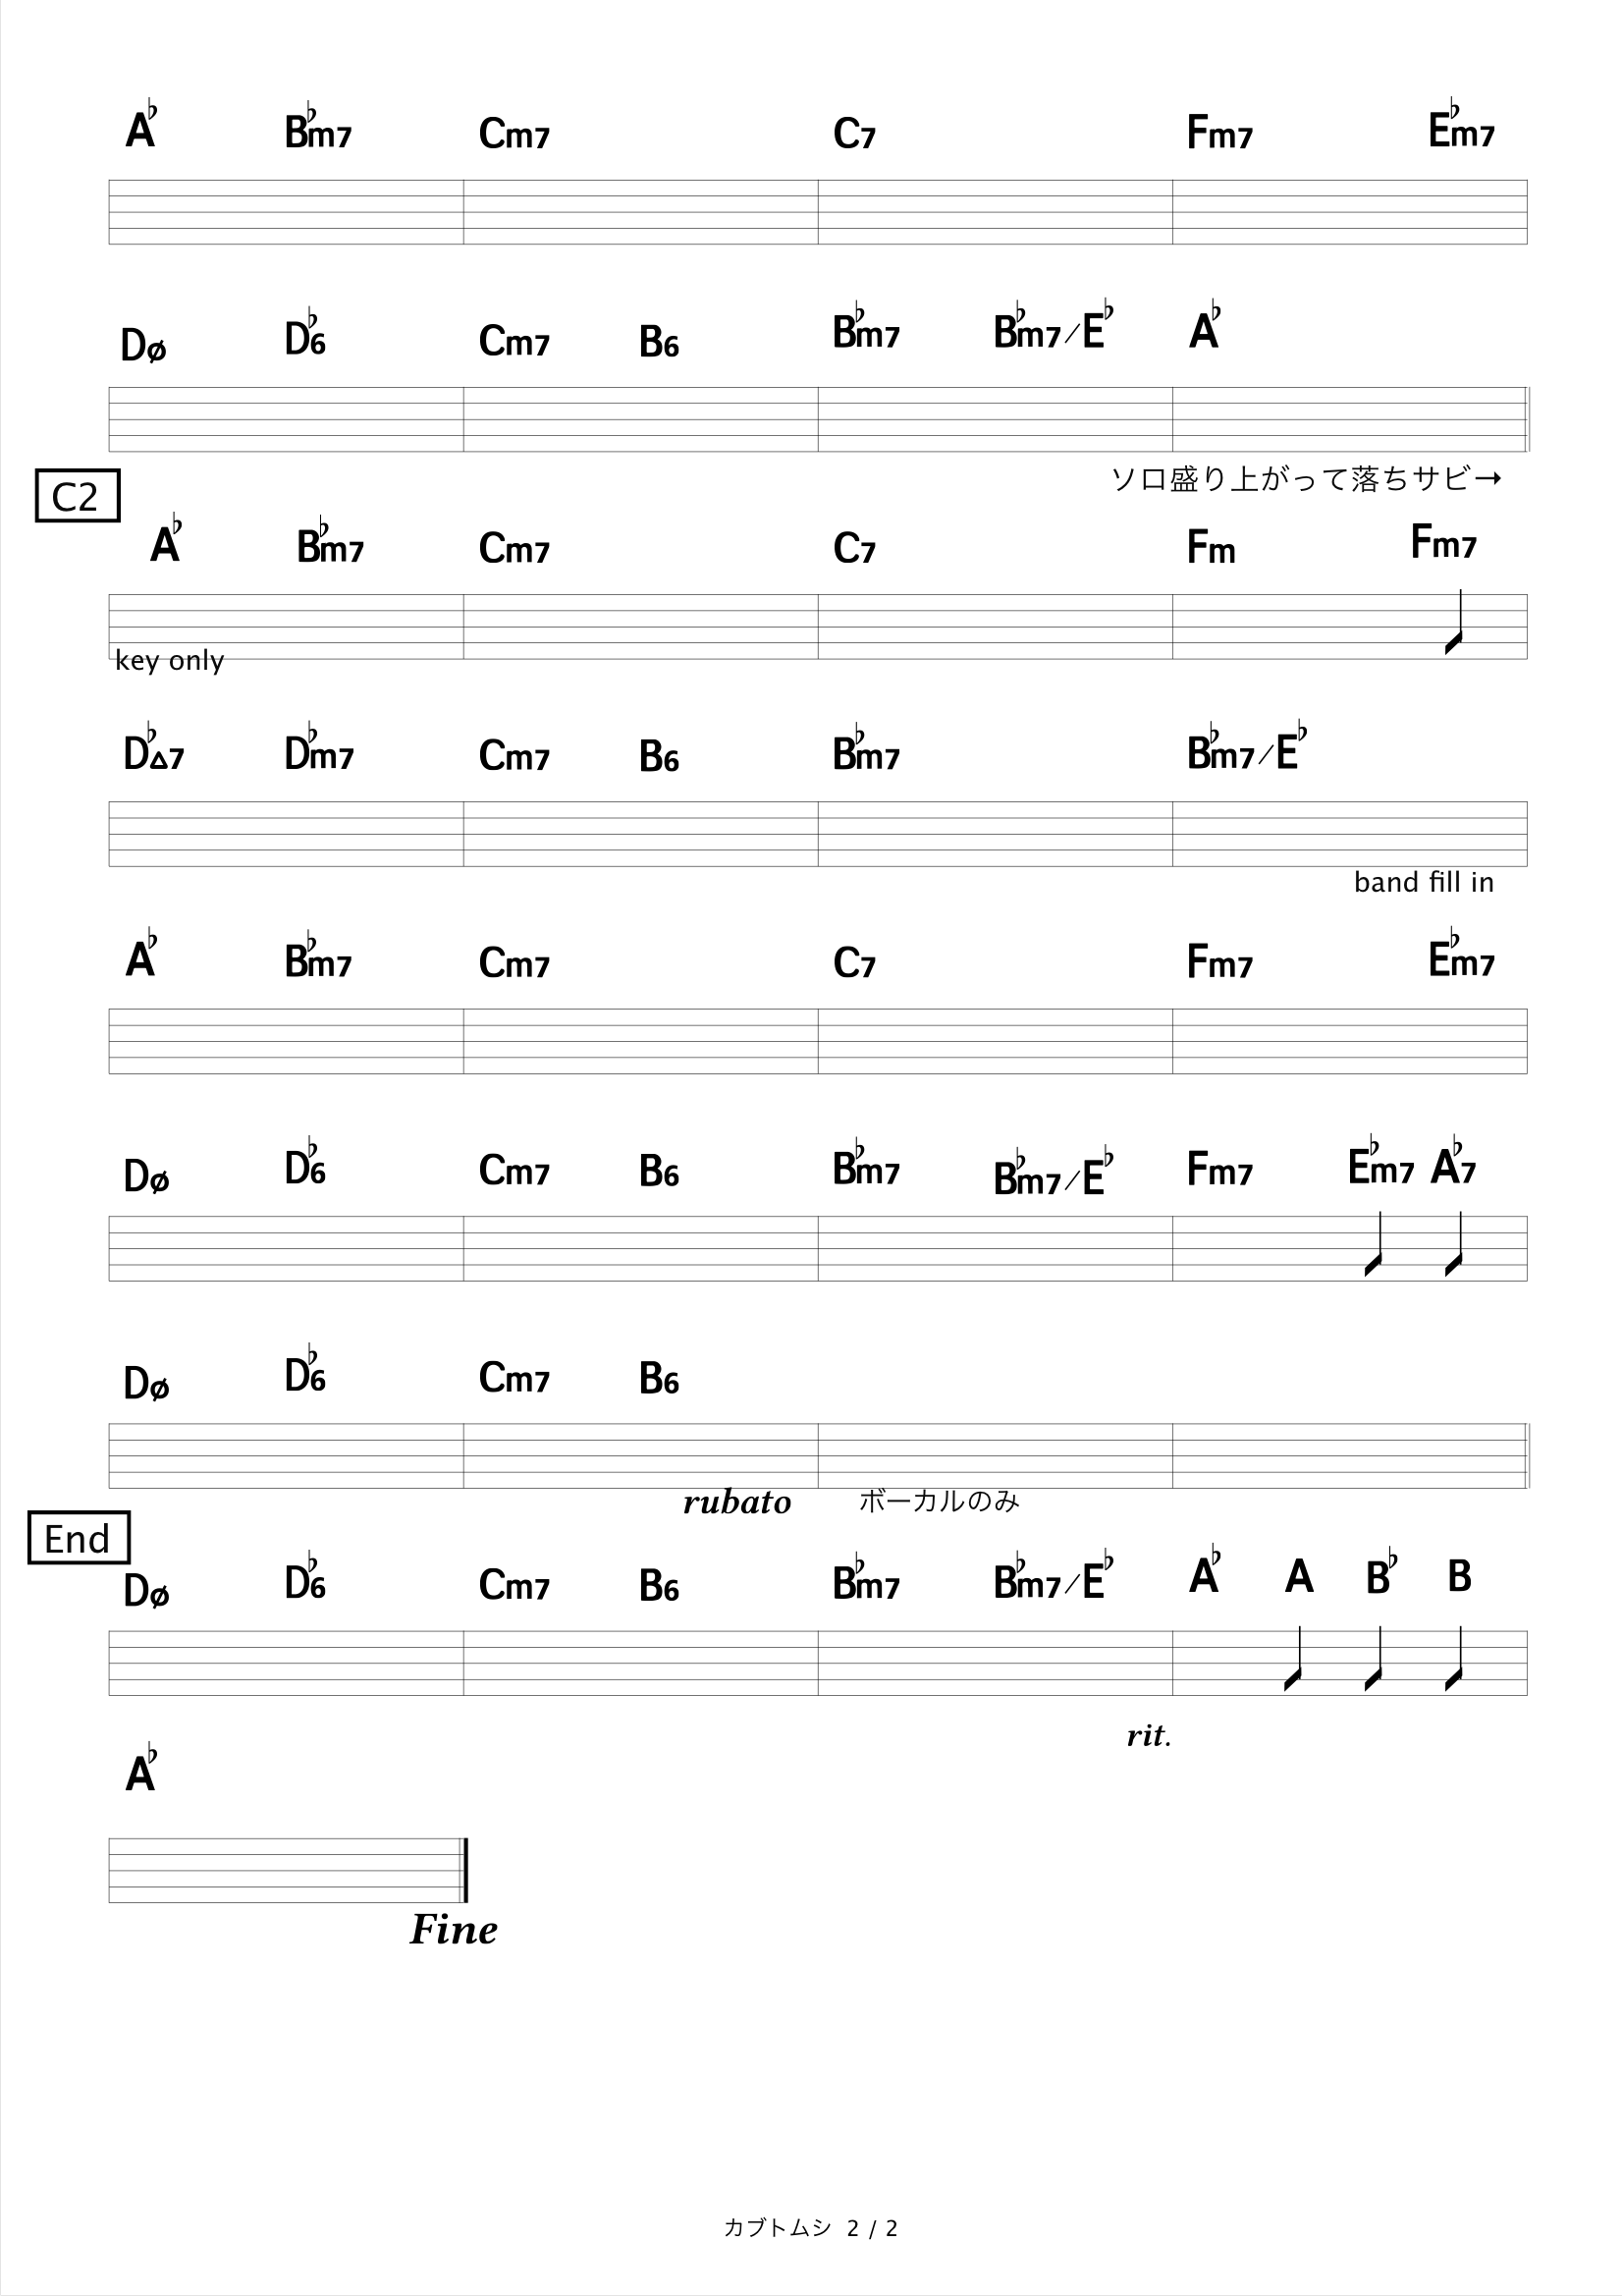 A♭ B♭m7 Cm7 C7 Fm7 E♭m7
Dø D♭6 Cm7 B6 B♭m7 B♭m7/E♭ A♭
ソロ盛り上がって落ちサビ→
C2
A♭ B♭m7 Cm7 C7 Fm Fm7
key only
D♭△7 D♭m7 Cm7 B6 B♭m7 B♭m7/E♭
band fill in
A♭ B♭m7 Cm7 C7 Fm7 E♭m7
Dø D♭6 Cm7 B6 B♭m7 B♭m7/E♭ Fm7 E♭m7 A♭7
Dø D♭6 Cm7 B6
rubato ボーカルのみ
End
Dø D♭6 Cm7 B6 B♭m7 B♭m7/E♭ A♭ A B♭ B
rit.
A♭
Fine
カブトムシ 2 / 2